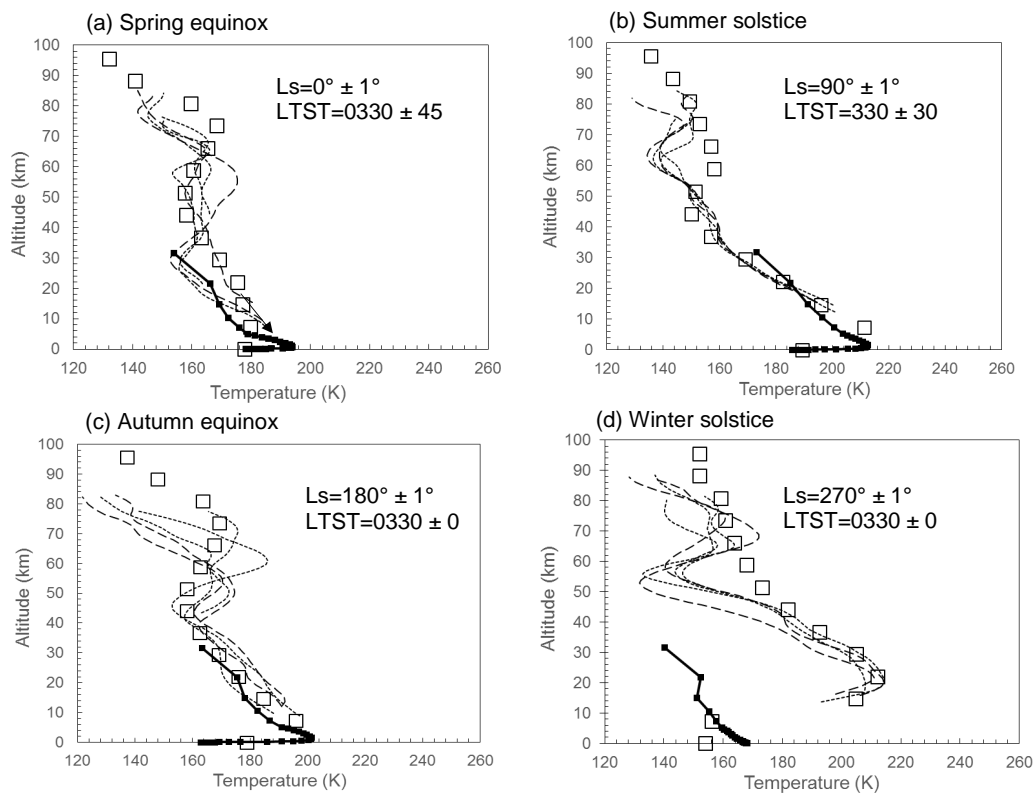 (a) Spring equinox
100
90
80
70
60
50
40
30
20
10
0
Altitude (km)
Ls=0° ± 1°
LTST=0330 ± 45
120 140 160 180 200 220 240 260
Temperature (K)
(b) Summer solstice
100
90
80
70
60
50
40
30
20
10
0
Altitude (km)
Ls=90° ± 1°
LTST=330 ± 30
120 140 160 180 200 220 240 260
Temperature (K)
(c) Autumn equinox
100
90
80
70
60
50
40
30
20
10
0
Altitude (km)
Ls=180° ± 1°
LTST=0330 ± 0
120 140 160 180 200 220 240 260
Temperature (K)
(d) Winter solstice
100
90
80
70
60
50
40
30
20
10
0
Altitude (km)
Ls=270° ± 1°
LTST=0330 ± 0
120 140 160 180 200 220 240 260
Temperature (K)